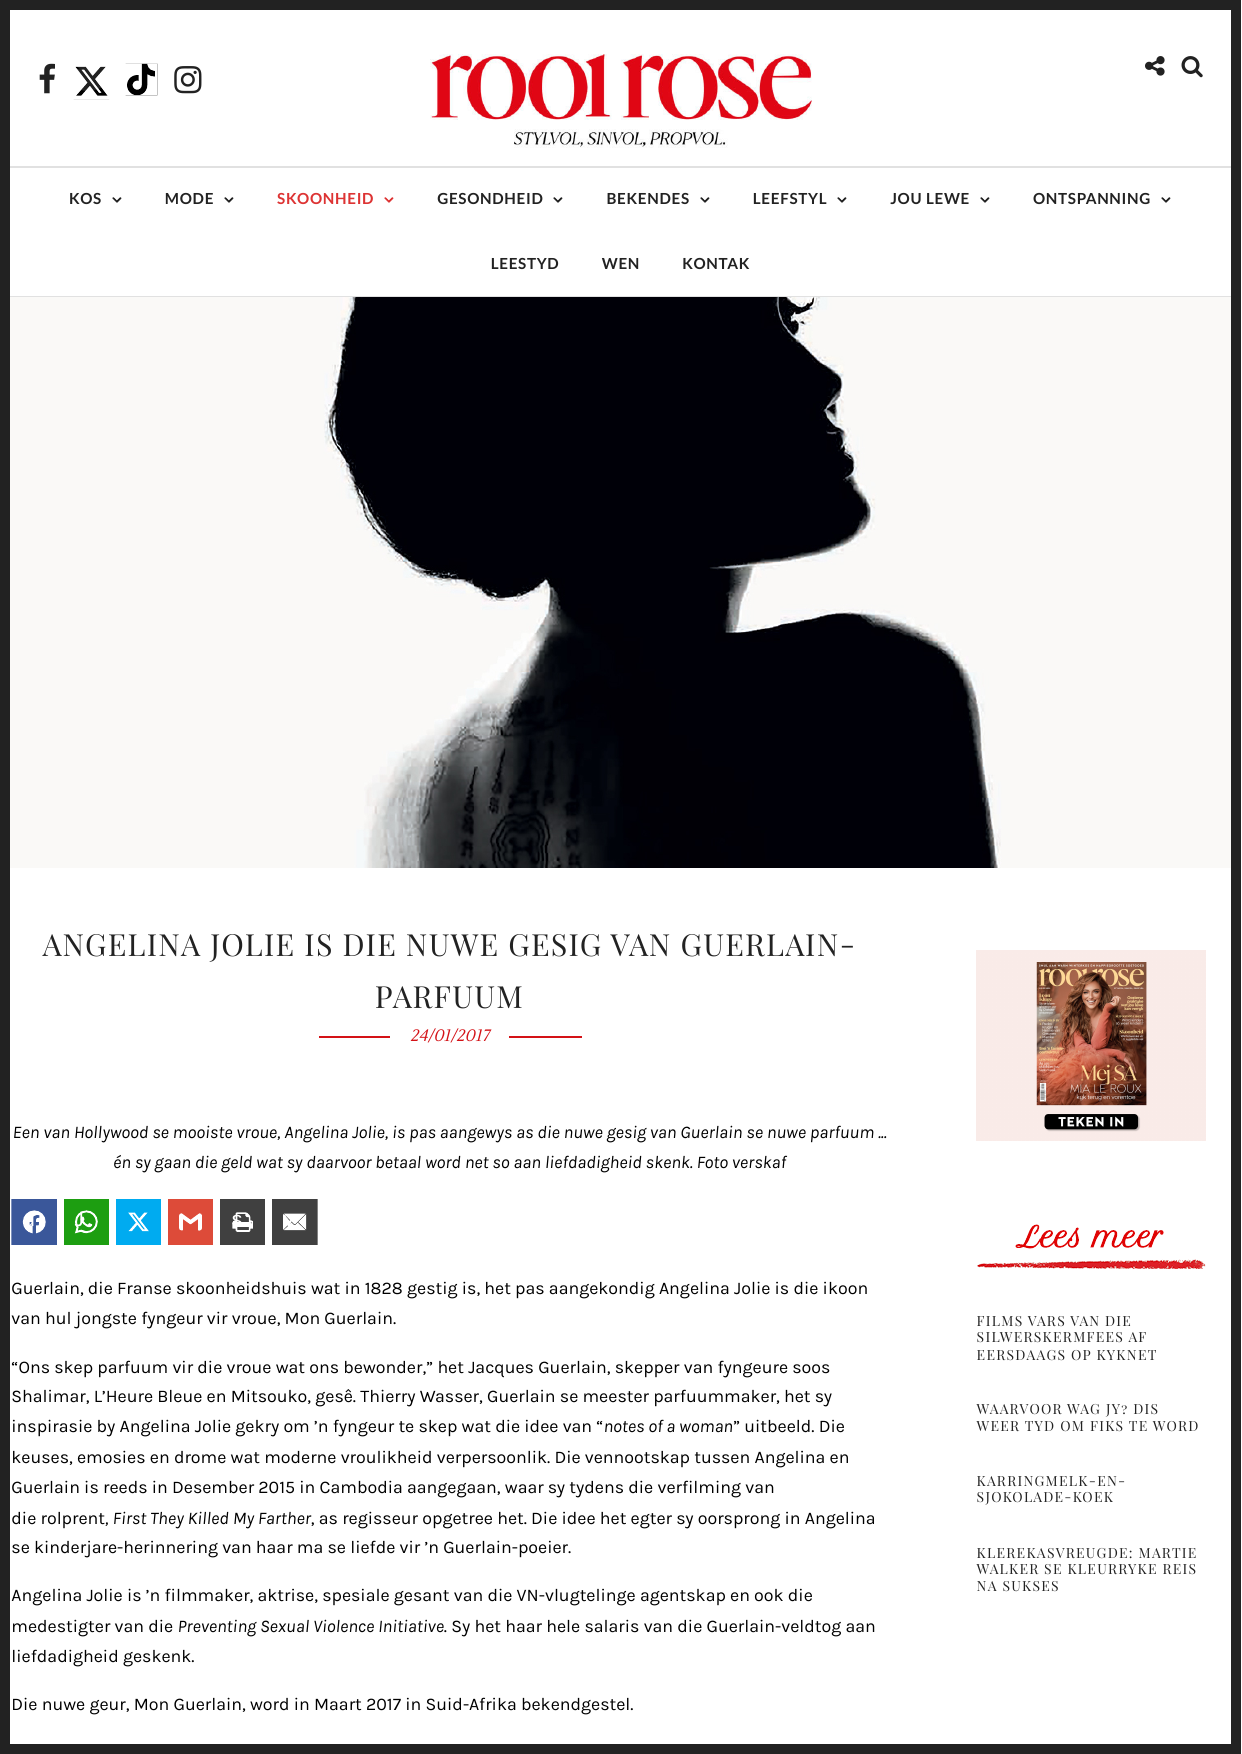 rooi rose
STYLVOL, SINVOL, PROPVOL.
KOS MODE SKOONHEID GESONDHEID BEKENDES LEEFSTYL JOU LEWE ONTSPANNING
LEESTYD WEN KONTAK
ANGELINA JOLIE IS DIE NUWE GESIG VAN GUERLAIN-
PARFUUM
24/01/2017
Een van Hollywood se mooiste vroue, Angelina Jolie, is pas aangewys as die nuwe gesig van Guerlain se nuwe parfuum ...
én sy gaan die geld wat sy daarvoor betaal word net so aan liefdadigheid skenk. Foto verskaf
Guerlain, die Franse skoonheidshuis wat in 1828 gestig is, het pas aangekondig Angelina Jolie is die ikoon
van hul jongste fyngeur vir vroue, Mon Guerlain.
“Ons skep parfuum vir die vroue wat ons bewonder,” het Jacques Guerlain, skepper van fyngeure soos
Shalimar, L’Heure Bleue en Mitsouko, gesê. Thierry Wasser, Guerlain se meester parfuummaker, het sy
inspirasie by Angelina Jolie gekry om ’n fyngeur te skep wat die idee van “notes of a woman” uitbeeld. Die
keuses, emosies en drome wat moderne vroulikheid verpersoonlik. Die vennootskap tussen Angelina en
Guerlain is reeds in Desember 2015 in Cambodia aangegaan, waar sy tydens die verfilming van
die rolprent, First They Killed My Farther, as regisseur opgetree het. Die idee het egter sy oorsprong in Angelina
se kinderjare-herinnering van haar ma se liefde vir ’n Guerlain-poeier.
Angelina Jolie is ’n filmmaker, aktrise, spesiale gesant van die VN-vlugtelinge agentskap en ook die
medestigter van die Preventing Sexual Violence Initiative. Sy het haar hele salaris van die Guerlain-veldtog aan
liefdadigheid geskenk.
Die nuwe geur, Mon Guerlain, word in Maart 2017 in Suid-Afrika bekendgestel.
rooi rose
Mej SA
MIA LE ROUX
kyk terug en vorentoe
TEKEN IN
Lees meer
FILMS VARS VAN DIE
SILWERSKERMFEES AF
EERSDAAGS OP KYKNET
WAARVOOR WAG JY? DIS
WEER TYD OM FIKS TE WORD
KARRINGMELK-EN-
SJOKOLADE-KOEK
KLEREKASVREUGDE: MARTIE
WALKER SE KLEURRYKE REIS
NA SUKSES